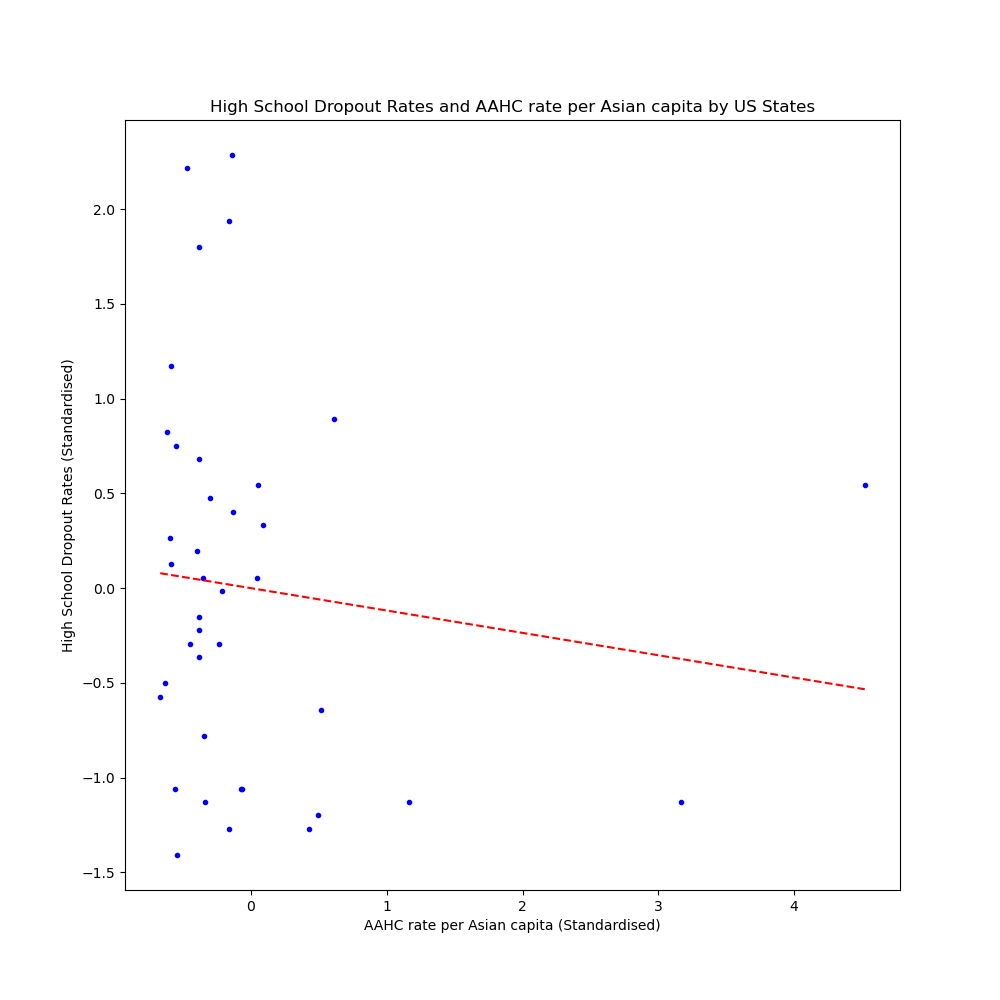 High School Dropout Rates and AAHC rate per Asian capita by US States
High School Dropout Rates (Standardised)
2.0
1.5
1.0
0.5
0.0
−0.5
−1.0
−1.5
0 1 2 3 4
AAHC rate per Asian capita (Standardised)